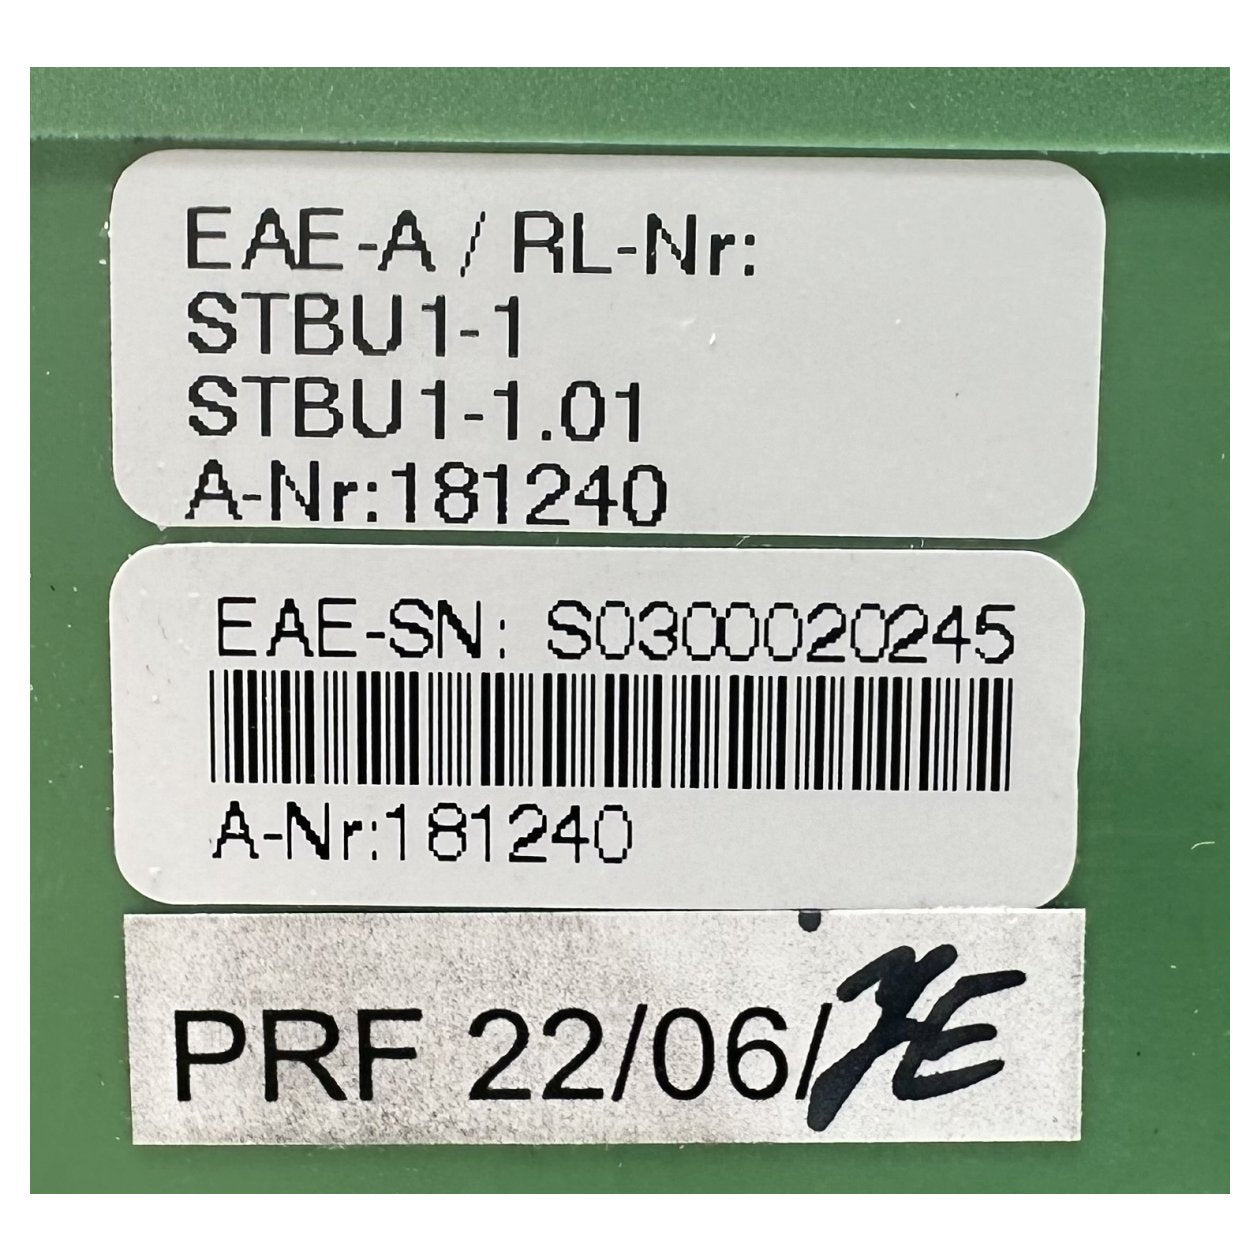 EAE-A / RL-Nr:
STBU1-1
STBU1-1.01
A-Nr:181240
EAE-SN: S0300020245
A-Nr:181240
PRF 22/06/